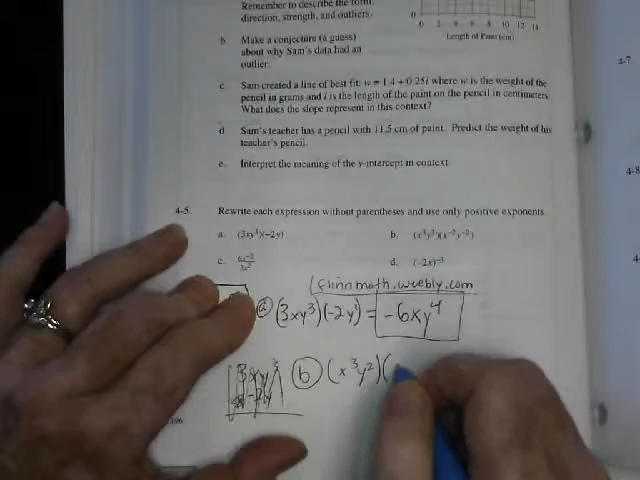 Remember to describe the form,
direction, strength, and outliers.
0
0 2 4 6 8 10 12 14
Length of Paint (cm)
b. Make a conjecture (a guess)
about why Sam's data had an
outlier.
c. Sam created a line of best fit: w = 1.4 + 0.25l where w is the weight of the
pencil in grams and l is the length of the paint on the pencil in centimeters.
What does the slope represent in this context?
d. Sam's teacher has a pencil with 11.5 cm of paint. Predict the weight of his
teacher's pencil.
e. Interpret the meaning of the y-intercept in context.
4-5. Rewrite each expression without parentheses and use only positive exponents.
a. (3xy³)(−2y) b. (x³y²)(x⁻²y⁻²)
c. d. (−2x)⁻³
flinnmath.weebly.com
ⓐ (3xy³)(-2y) = -6xy⁴
ⓑ (x³y²)(
4-8